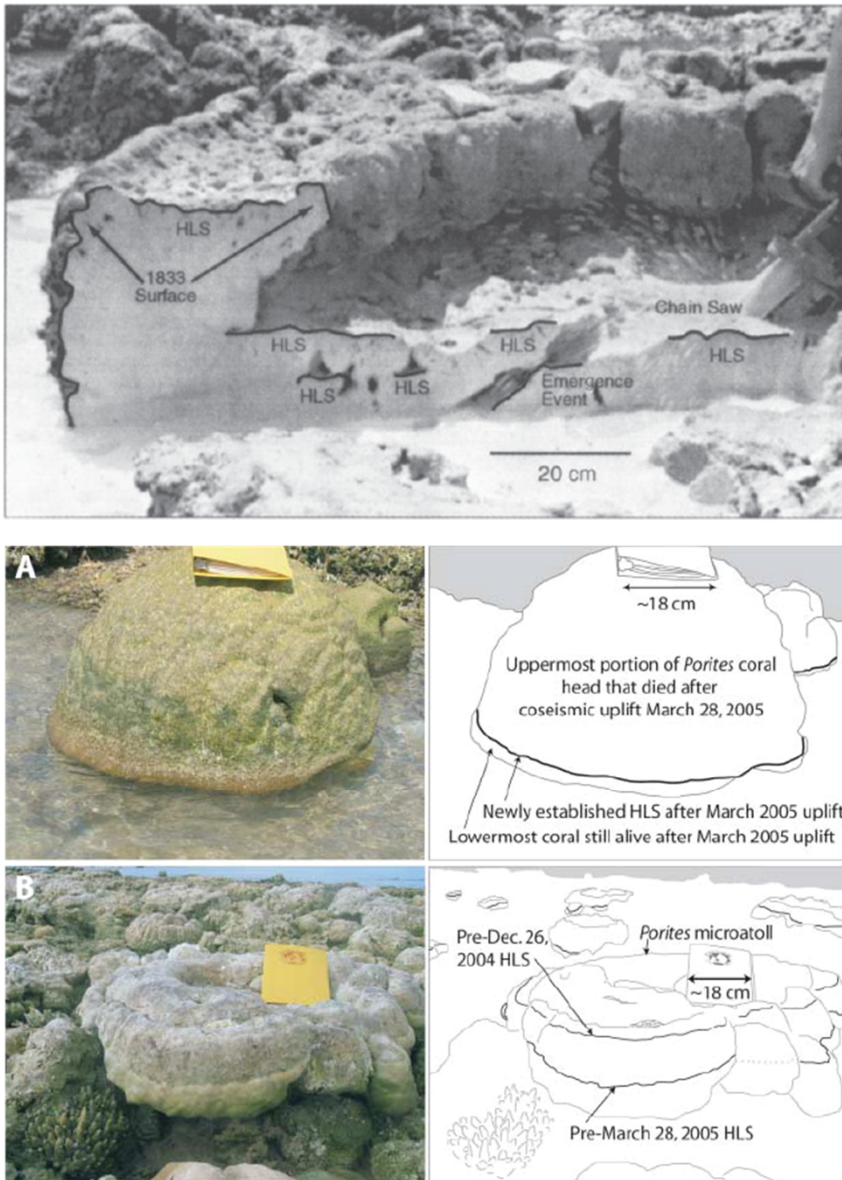 HLS
1833
Surface
Chain Saw
HLS
HLS
HLS
HLS
HLS
Emergence
Event
20 cm
A
~18 cm
Uppermost portion of Porites coral
head that died after
coseismic uplift March 28, 2005
Newly established HLS after March 2005 uplift
Lowermost coral still alive after March 2005 uplift
B
Pre-Dec. 26,
2004 HLS
Porites microatoll
~18 cm
Pre-March 28, 2005 HLS